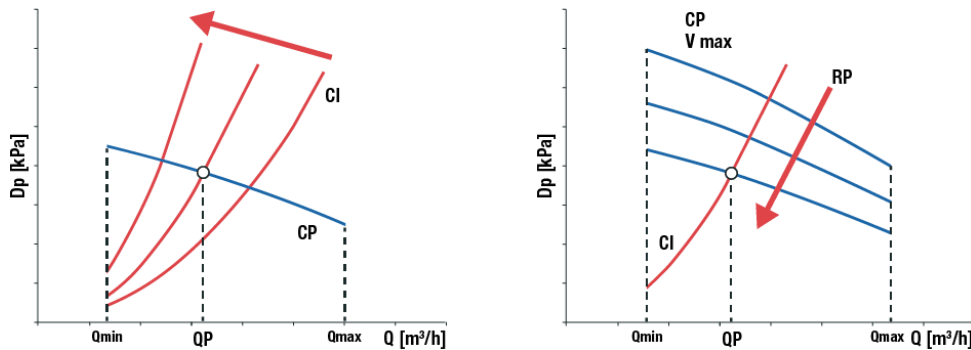 CI
Dp [kPa]
CP
Qmin
QP
Qmax
Q [m³/h]
CP
V max
RP
Dp [kPa]
CI
Qmin
QP
Qmax
Q [m³/h]